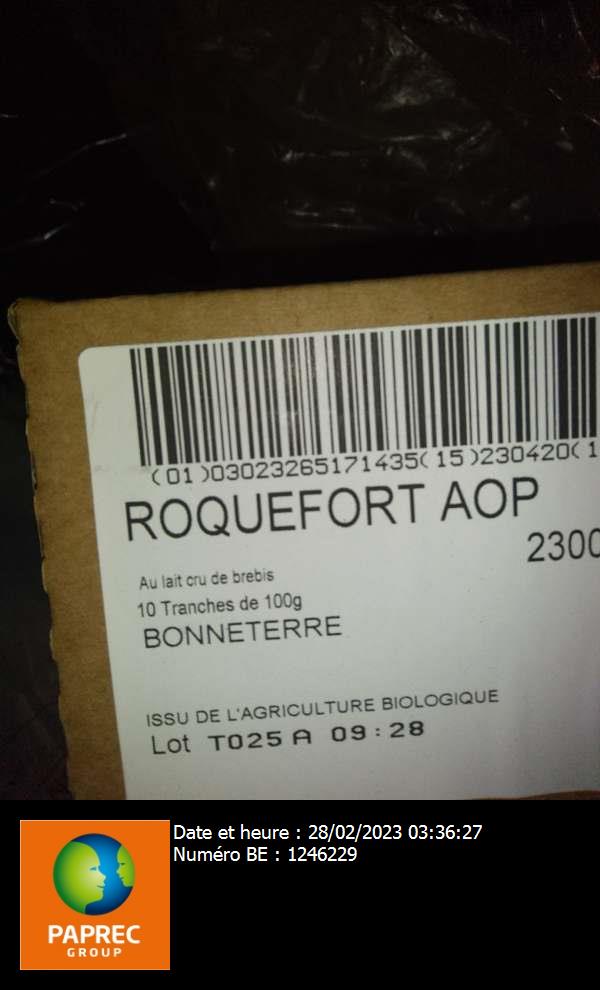 (01)03023265171435(15)230420(1
ROQUEFORT AOP
2300
Au lait cru de brebis
10 Tranches de 100g
BONNETERRE
ISSU DE L'AGRICULTURE BIOLOGIQUE
Lot T025 A 09:28
Date et heure : 28/02/2023 03:36:27
Numéro BE : 1246229
PAPREC
GROUP